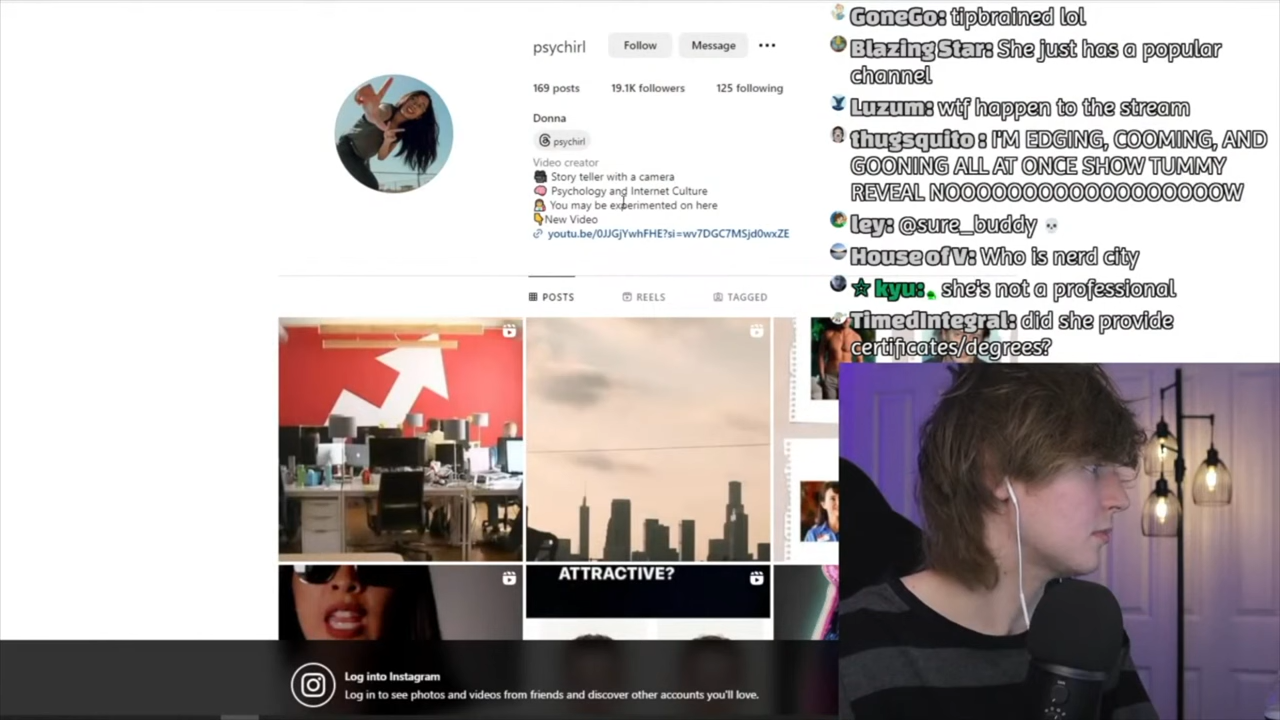 psychirl
Follow
Message
169 posts
19.1K followers
125 following
Donna
psychirl
Video creator
Story teller with a camera
Psychology and Internet Culture
You may be experimented on here
New Video
youtu.be/0JJGjYwhFHE?si=wv7DGC7MSjd0wxZE
POSTS
REELS
TAGGED
ATTRACTIVE?
Log into Instagram
Log in to see photos and videos from friends and discover other accounts you'll love.
GoneGo: tipbrained lol
BlazingStar: She just has a popular
channel
Luzum: wtf happen to the stream
thugsquito : I'M EDGING, COOMING, AND
GOONING ALL AT ONCE SHOW TUMMY
REVEAL NOOOOOOOOOOOOOOOOOOW
ley: @sure_buddy
House of V: Who is nerd city
kyu: she's not a professional
TimedIntegral: did she provide
certificates/degrees?